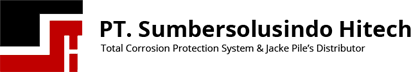 PT. Sumbersolusindo Hitech
Total Corrosion Protection System & Jacke Pile's Distributor